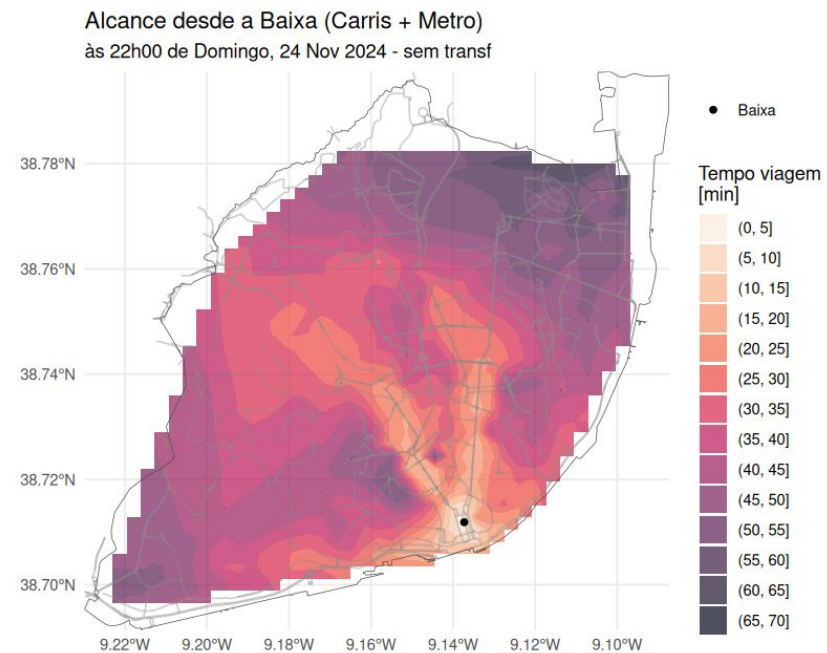 Alcance desde a Baixa (Carris + Metro)
às 22h00 de Domingo, 24 Nov 2024 - sem transf
Baixa
Tempo viagem
[min]
(0, 5]
(5, 10]
(10, 15]
(15, 20]
(20, 25]
(25, 30]
(30, 35]
(35, 40]
(40, 45]
(45, 50]
(50, 55]
(55, 60]
(60, 65]
(65, 70]
38.78°N
38.76°N
38.74°N
38.72°N
38.70°N
9.22°W 9.20°W 9.18°W 9.16°W 9.14°W 9.12°W 9.10°W